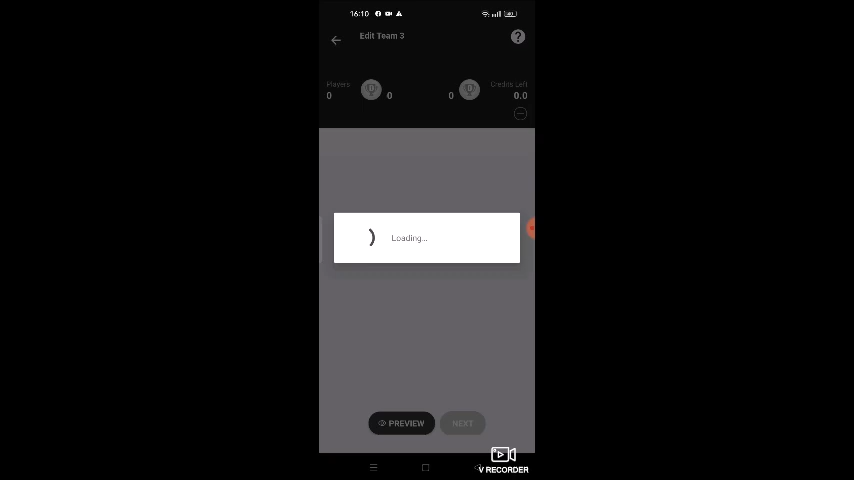 16:10
Edit Team 3
Players
Credits Left
0
0
0
0.0
Loading...
PREVIEW
NEXT
V RECORDER